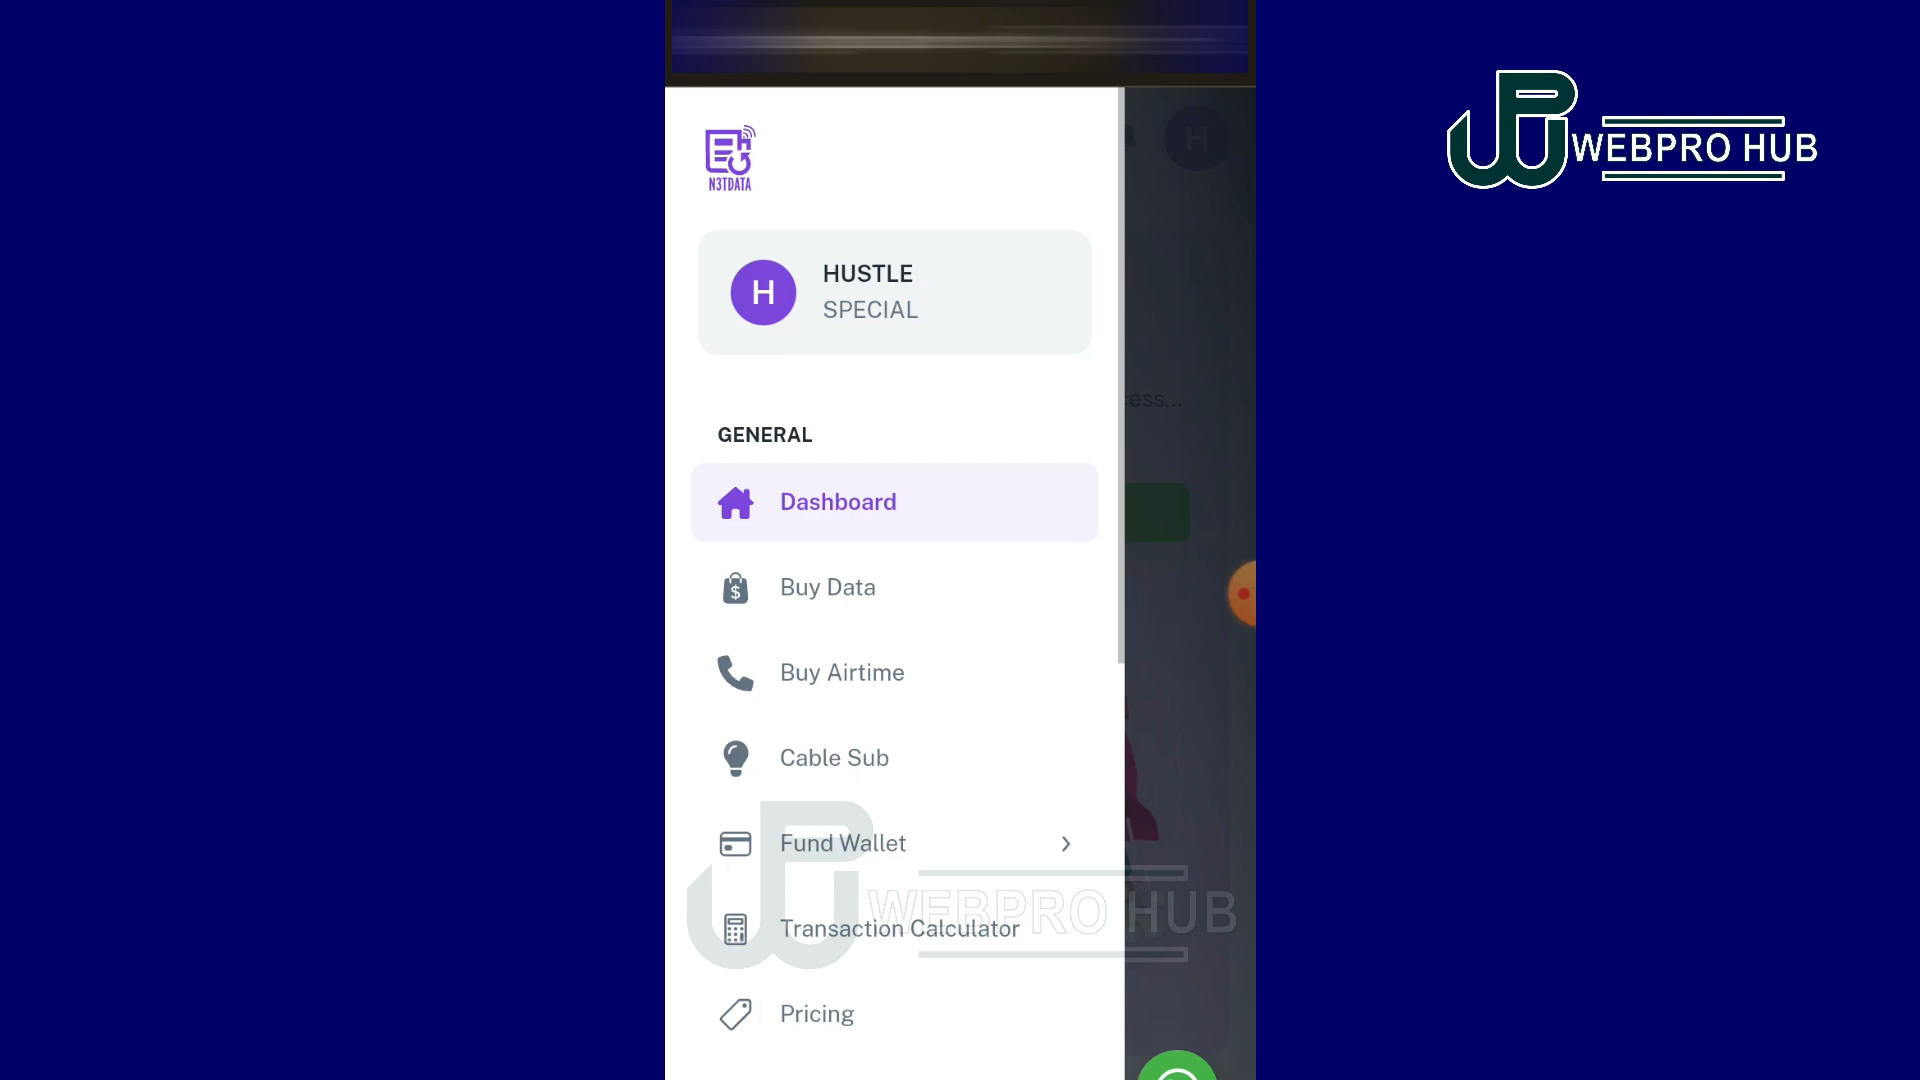 WEBPRO HUB
N3TDATA
H
HUSTLE
SPECIAL
H
cess...
GENERAL
Dashboard
Buy Data
Buy Airtime
Cable Sub
Fund Wallet
WEBPRO HUB
Transaction Calculator
Pricing